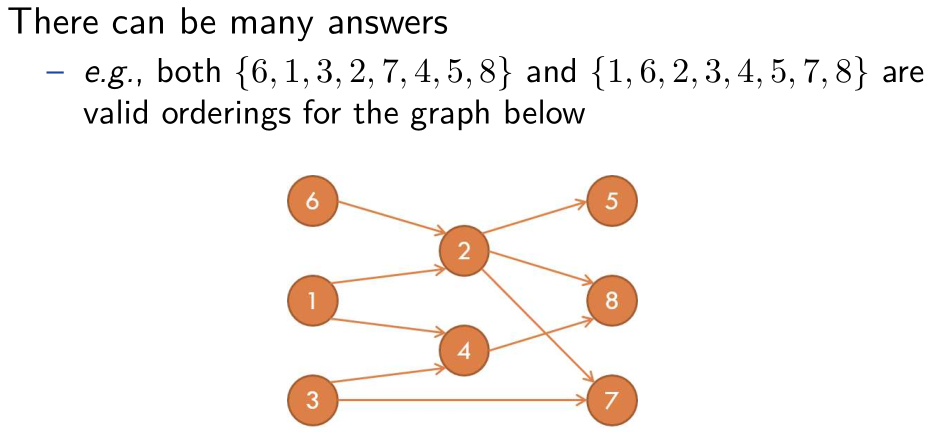 There can be many answers
– e.g., both {6, 1, 3, 2, 7, 4, 5, 8} and {1, 6, 2, 3, 4, 5, 7, 8} are
valid orderings for the graph below
6
5
2
1
8
4
3
7